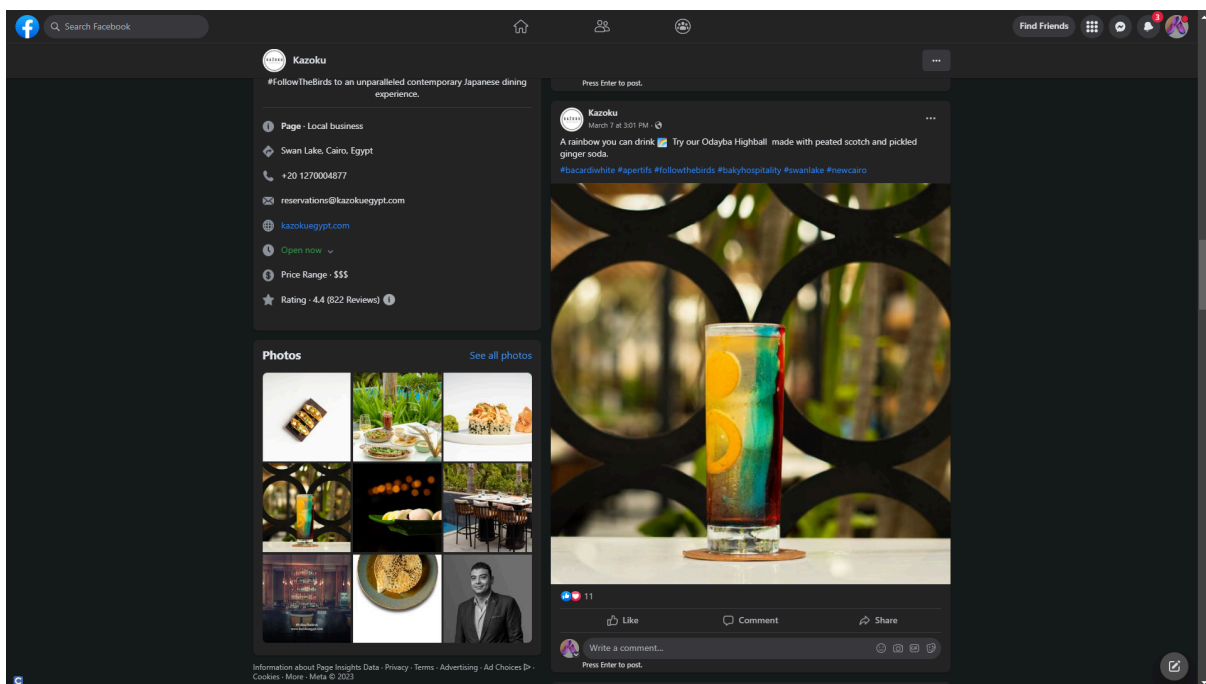 Search Facebook
Find Friends
3
Kazoku
#FollowTheBirds to an unparalleled contemporary Japanese dining
experience.
Page · Local business
Swan Lake, Cairo, Egypt
+20 1270004877
reservations@kazokuegypt.com
kazokuegypt.com
Open now
Price Range · $$$
Rating · 4.4 (822 Reviews)
Photos
See all photos
Information about Page Insights Data · Privacy · Terms · Advertising · Ad Choices ·
Cookies · More · Meta © 2023
Press Enter to post.
Kazoku
March 7 at 3:01 PM ·
A rainbow you can drink Try our Odayba Highball made with peated scotch and pickled
ginger soda.
#bacardiwhite #apertifs #followthebirds #bakyhospitality #swanlake #newcairo
11
Like
Comment
Share
Write a comment...
Press Enter to post.